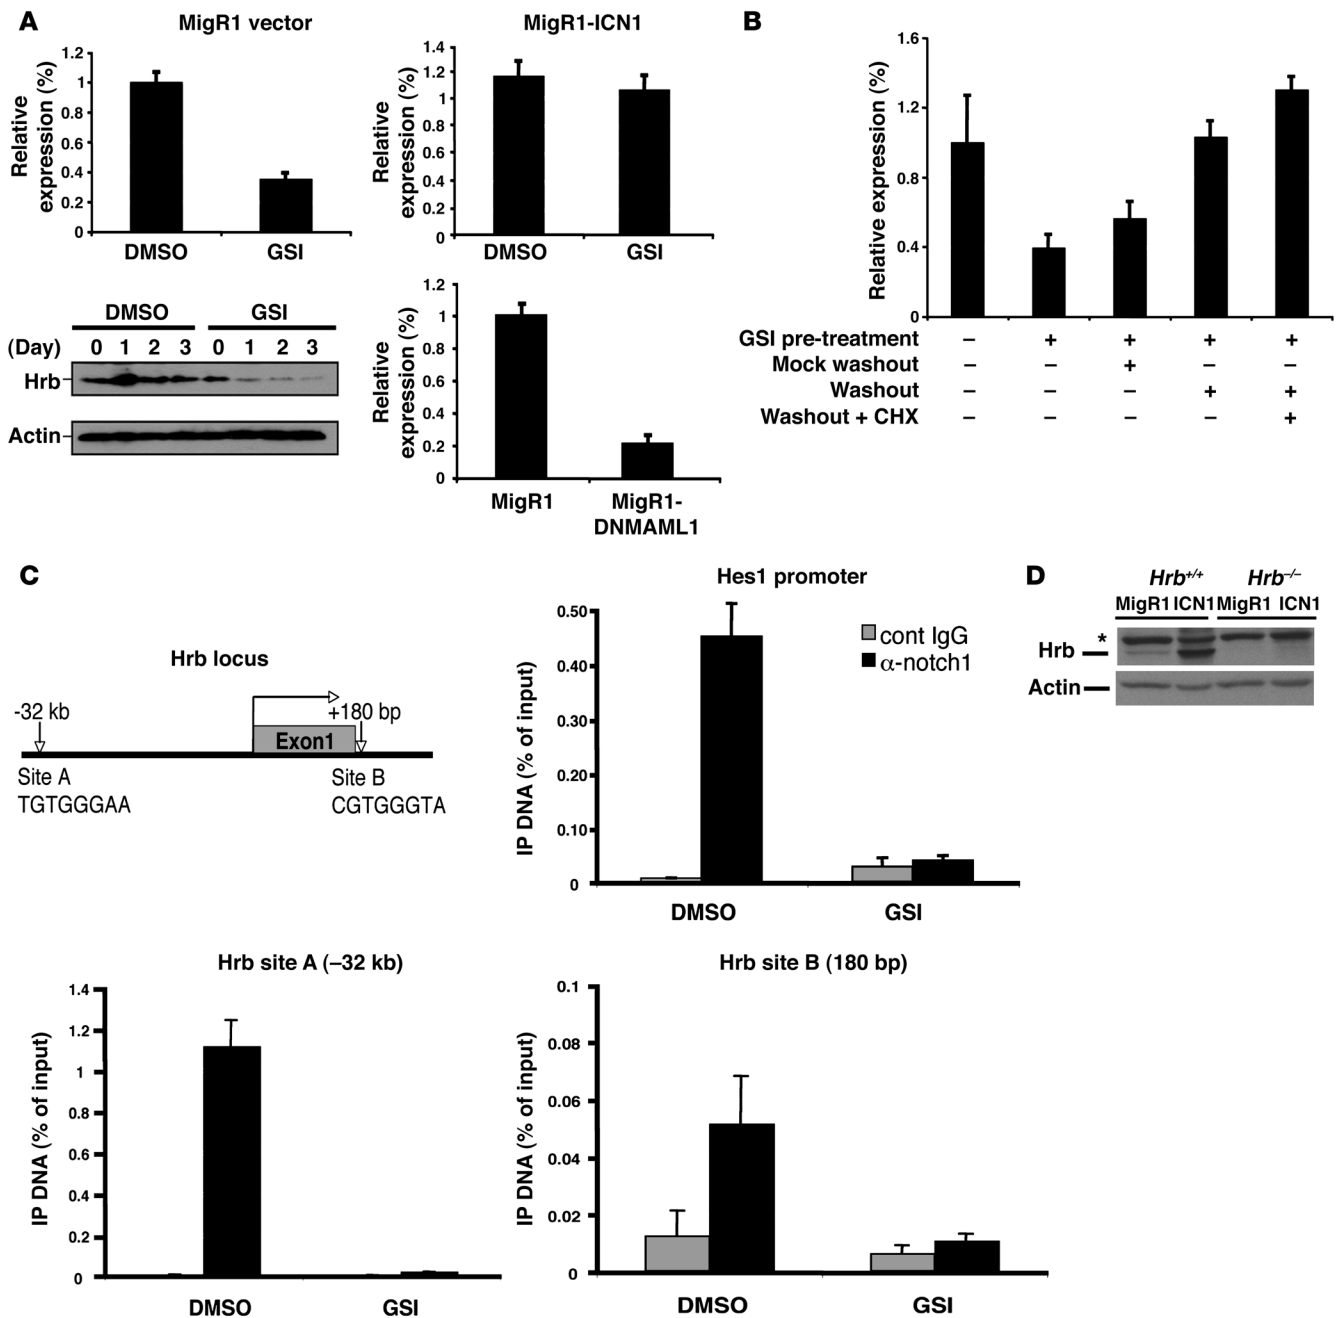 A
MigR1 vector
Relative expression (%)
1.2
1
0.8
0.6
0.4
0.2
0
DMSO GSI
MigR1-ICN1
Relative expression (%)
1.4
1.2
1
0.8
0.6
0.4
0.2
0
DMSO GSI
DMSO GSI
(Day) 0 1 2 3 0 1 2 3
Hrb
Actin
Relative expression (%)
1.2
1
0.8
0.6
0.4
0.2
0
MigR1 MigR1-
DNMAML1
B
Relative expression (%)
1.6
1.2
0.8
0.4
0
GSI pre-treatment – + + + +
Mock washout – – + – –
Washout – – – + +
Washout + CHX – – – – +
C
Hrb locus
-32 kb +180 bp
Exon1
Site A Site B
TGTGGGAA CGTGGGTA
Hes1 promoter
IP DNA (% of input)
0.50
0.40
0.30
0.20
0.10
0
cont IgG
α-notch1
DMSO GSI
D
Hrb+/+ Hrb–/–
MigR1 ICN1 MigR1 ICN1
*
Hrb
Actin
Hrb site A (–32 kb)
IP DNA (% of input)
1.4
1.2
1
0.8
0.6
0.4
0.2
0
DMSO GSI
Hrb site B (180 bp)
IP DNA (% of input)
0.1
0.08
0.06
0.04
0.02
0
DMSO GSI